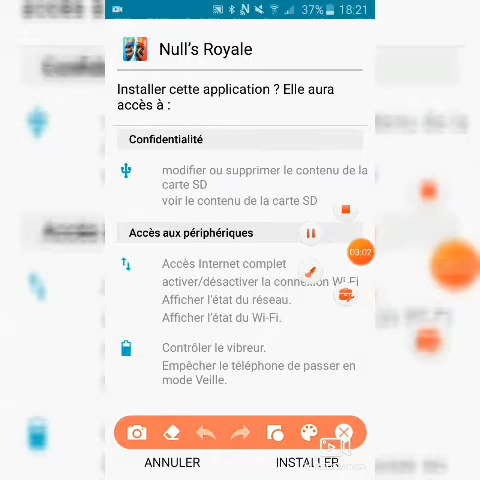 37% 18:21
Null's Royale
Installer cette application ? Elle aura
accès à :
Confidentialité
modifier ou supprimer le contenu de la
carte SD
voir le contenu de la carte SD
Accès aux périphériques
03:02
Accès Internet complet
activer/désactiver la connexion Wi-Fi
Afficher l'état du réseau.
Afficher l'état du Wi-Fi.
Contrôler le vibreur.
Empêcher le téléphone de passer en
mode Veille.
ANNULER INSTALLER